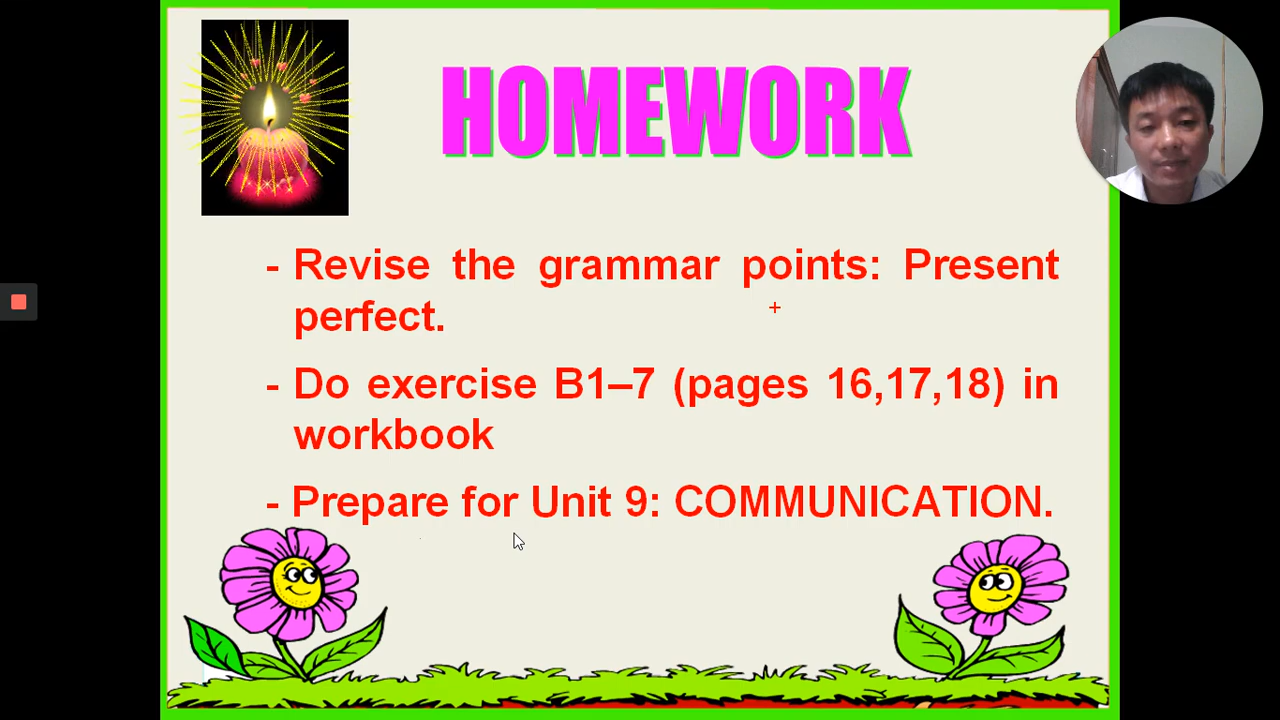 HOMEWORK
- Revise the grammar points: Present
perfect.
- Do exercise B1–7 (pages 16,17,18) in
workbook
- Prepare for Unit 9: COMMUNICATION.